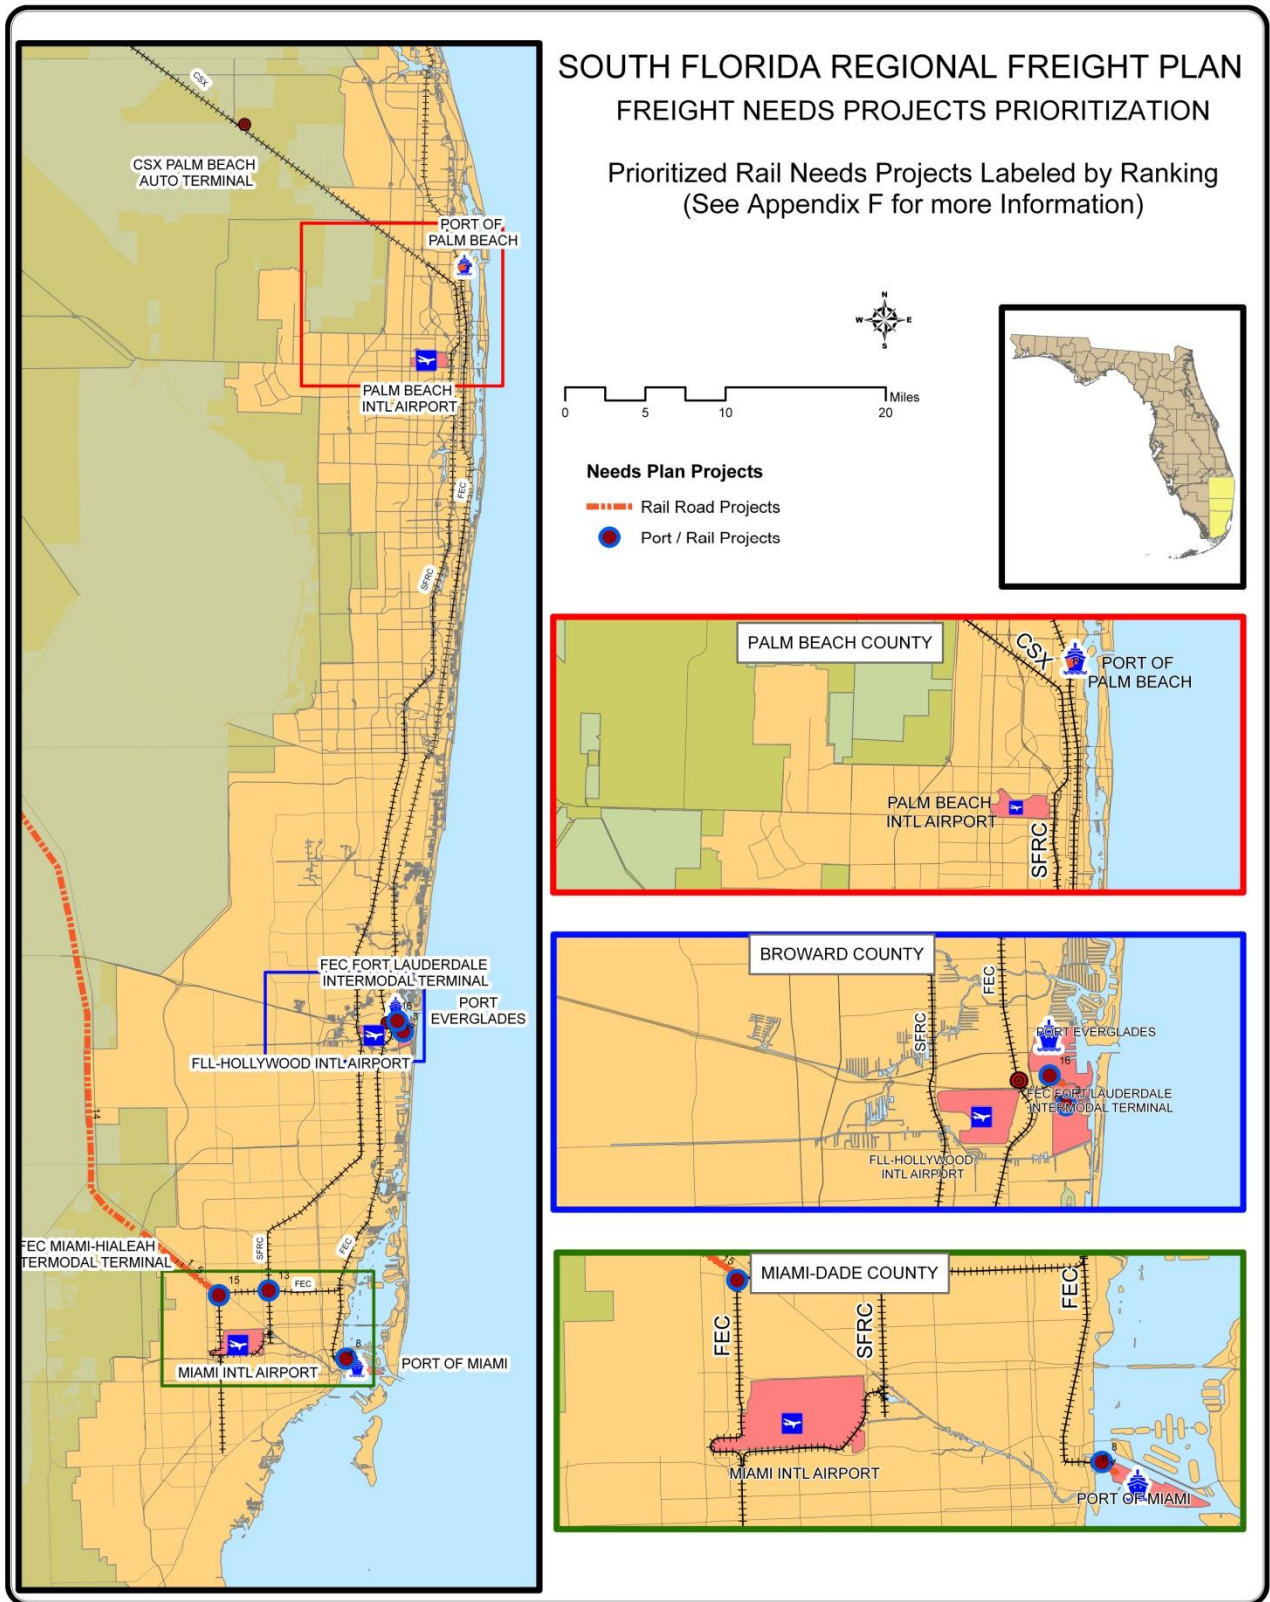 SOUTH FLORIDA REGIONAL FREIGHT PLAN
FREIGHT NEEDS PROJECTS PRIORITIZATION
Prioritized Rail Needs Projects Labeled by Ranking
(See Appendix F for more Information)
N
W
E
S
Miles
0
5
10
20
Needs Plan Projects
Rail Road Projects
Port / Rail Projects
CSX
CSX PALM BEACH
AUTO TERMINAL
PORT OF
PALM BEACH
PALM BEACH
INTL AIRPORT
FEC
SFRC
FEC FORT LAUDERDALE
INTERMODAL TERMINAL
16
3
PORT
EVERGLADES
FLL-HOLLYWOOD INTL AIRPORT
14
FEC MIAMI-HIALEAH
TERMODAL TERMINAL
SFRC
FEC
15
13
FEC
8
MIAMI INTL AIRPORT
PORT OF MIAMI
PALM BEACH COUNTY
CSX
PORT OF
PALM BEACH
PALM BEACH
INTL AIRPORT
SFRC
BROWARD COUNTY
SFRC
FEC
PORT EVERGLADES
16
FEC FORT LAUDERDALE
INTERMODAL TERMINAL
FLL-HOLLYWOOD
INTL AIRPORT
MIAMI-DADE COUNTY
15
FEC
SFRC
FEC
MIAMI INTL AIRPORT
8
PORT OF MIAMI